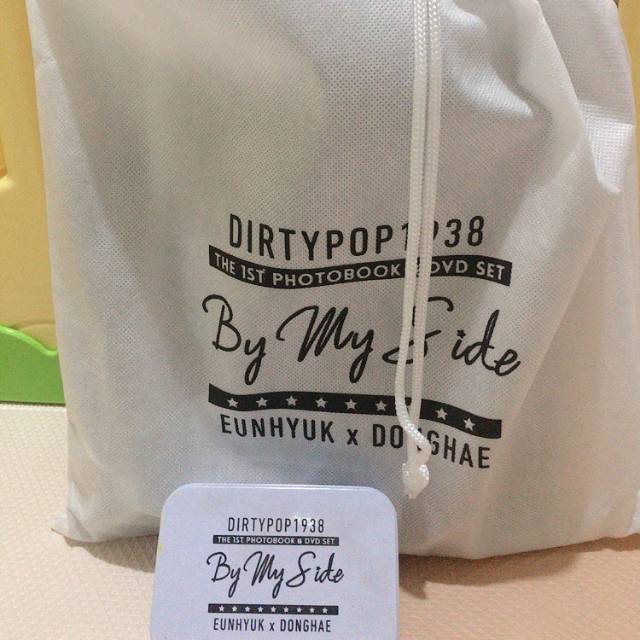 DIRTYPOP1938
THE 1ST PHOTOBOOK & DVD SET
By My Side
EUNHYUK x DONGHAE
DIRTYPOP1938
THE 1ST PHOTOBOOK & DVD SET
By My Side
EUNHYUK x DONGHAE